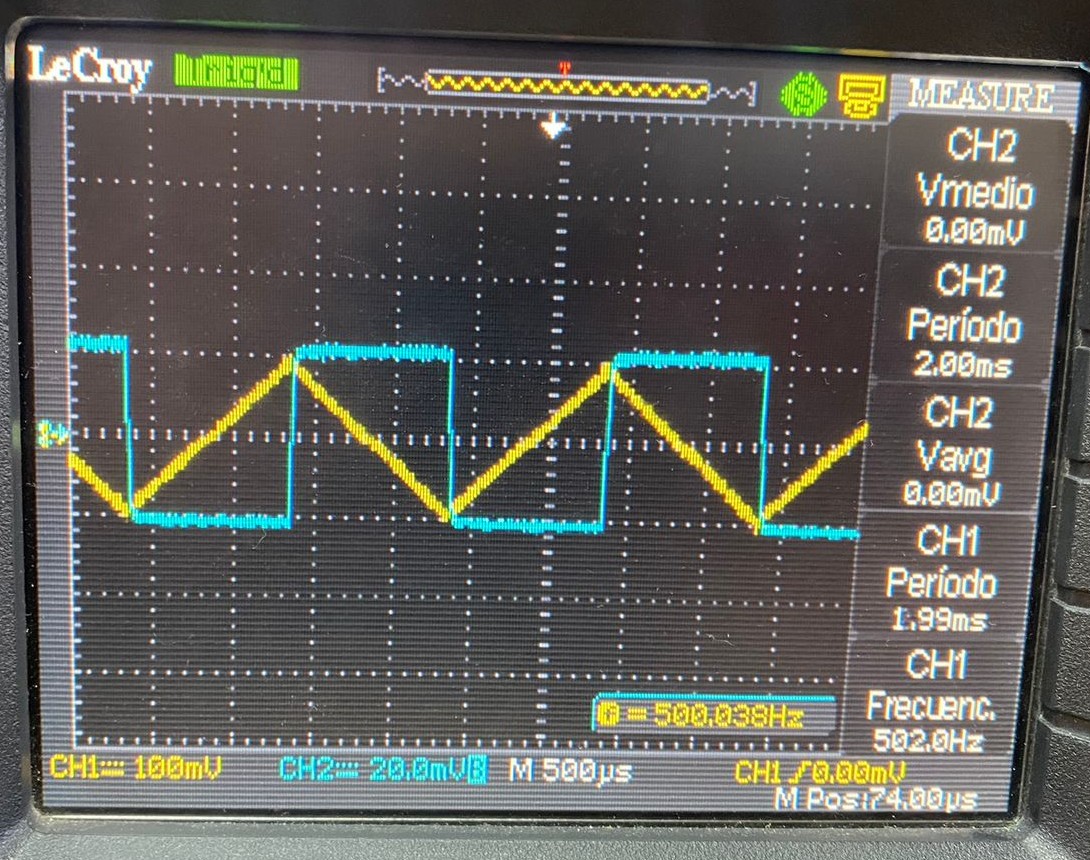 LeCroy
MEASURE
CH2
Vmedio
0.00mV
CH2
Período
2.00ms
CH2
Vavg
0.00mV
CH1
Período
1.99ms
CH1
Frecuenc.
502.0Hz
= 500.038Hz
CH1 100mV CH2 20.0mV M 500µs CH1 0.00mV
M Pos:74.00µs